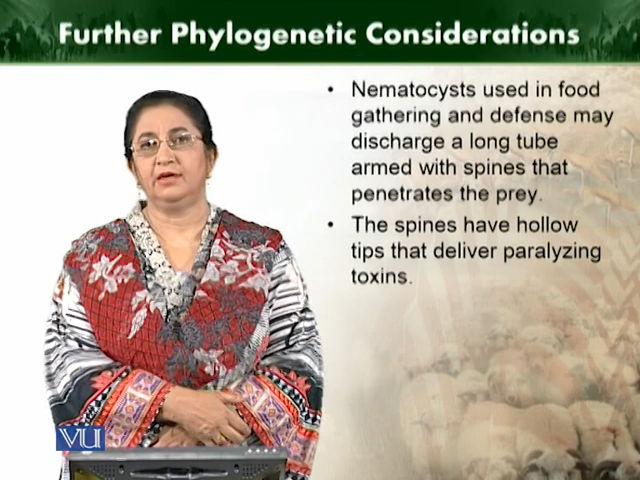 Further Phylogenetic Considerations
• Nematocysts used in food
gathering and defense may
discharge a long tube
armed with spines that
penetrates the prey.
• The spines have hollow
tips that deliver paralyzing
toxins.
VU